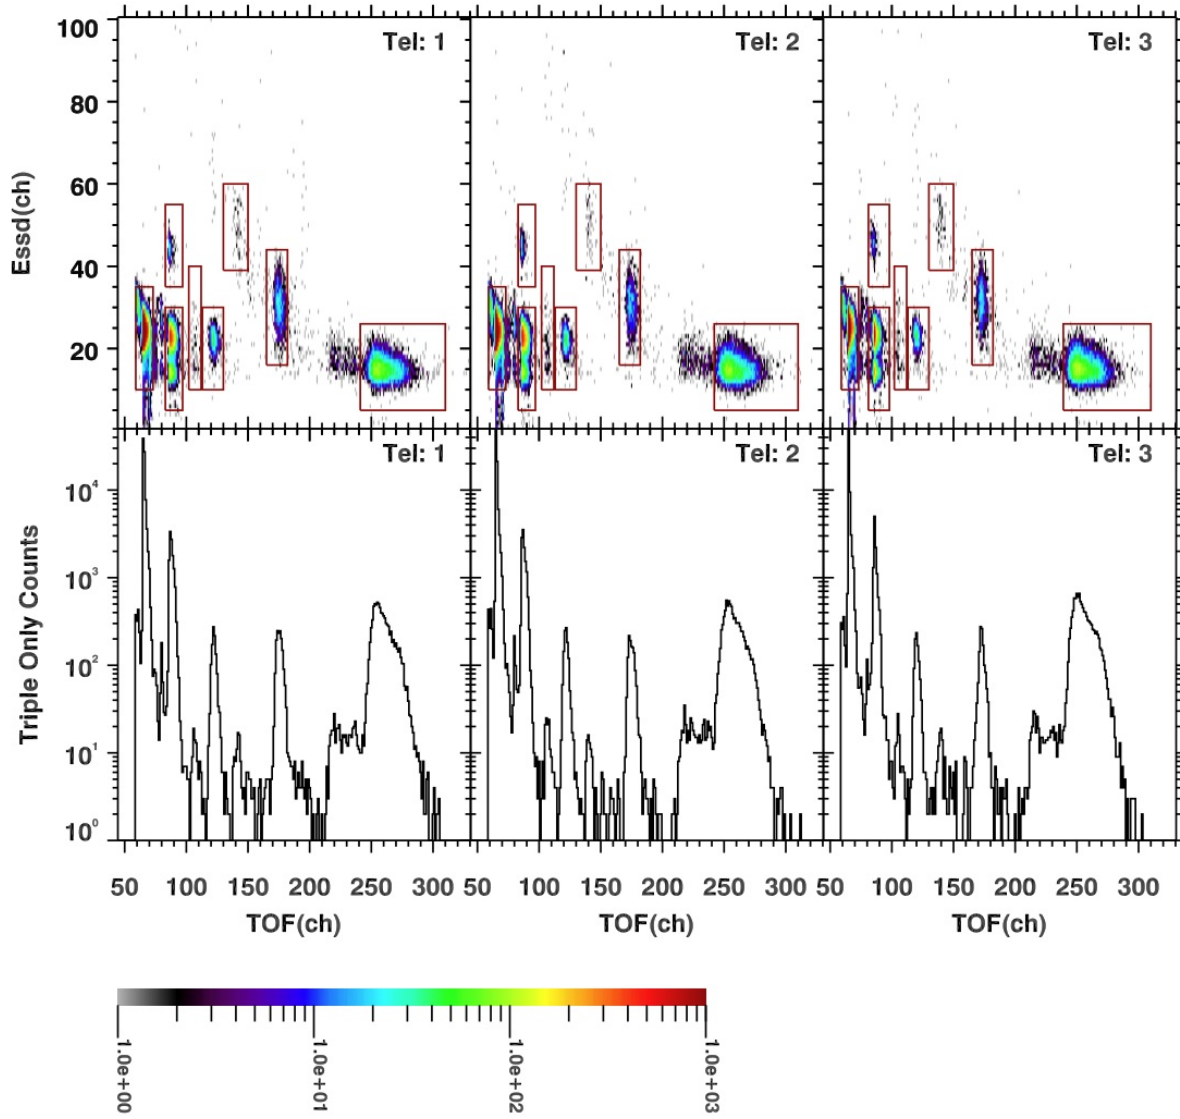 Tel: 1
Tel: 2
Tel: 3
100
80
60
40
20
Essd(ch)
Tel: 1
Tel: 2
Tel: 3
10⁴
10³
10²
10¹
10⁰
Triple Only Counts
50 100 150 200 250 300
50 100 150 200 250 300
50 100 150 200 250 300
TOF(ch)
TOF(ch)
TOF(ch)
1.0e+00
1.0e+01
1.0e+02
1.0e+03